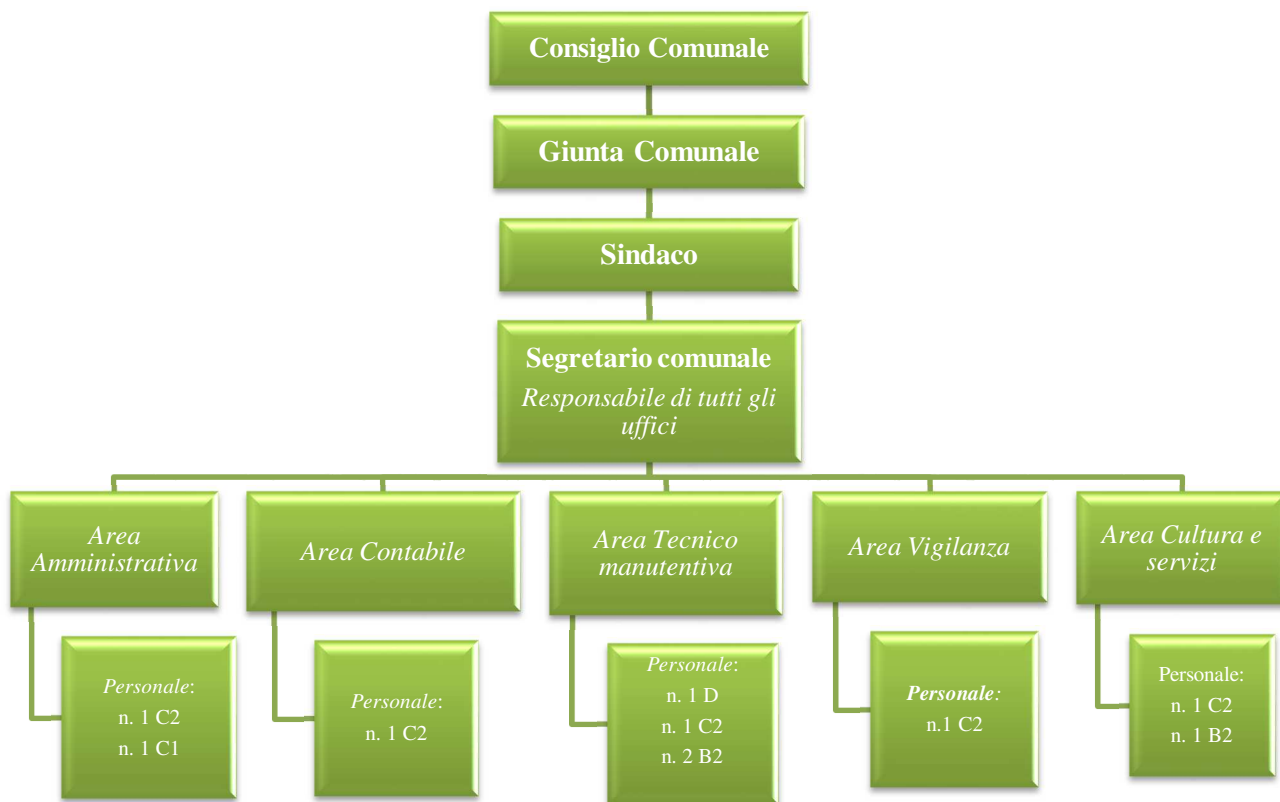 Consiglio Comunale
Giunta Comunale
Sindaco
Segretario comunale
Responsabile di tutti gli
uffici
Area
Amministrativa
Personale:
n. 1 C2
n. 1 C1
Area Contabile
Personale:
n. 1 C2
Area Tecnico
manutentiva
Personale:
n. 1 D
n. 1 C2
n. 2 B2
Area Vigilanza
Personale:
n.1 C2
Area Cultura e
servizi
Personale:
n. 1 C2
n. 1 B2